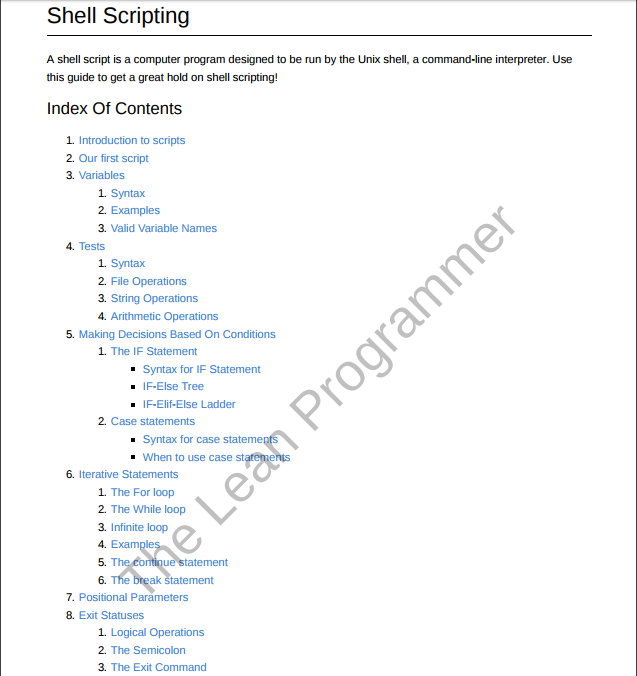 Shell Scripting
A shell script is a computer program designed to be run by the Unix shell, a command-line interpreter. Use
this guide to get a great hold on shell scripting!
Index Of Contents
1. Introduction to scripts
2. Our first script
3. Variables
1. Syntax
2. Examples
3. Valid Variable Names
4. Tests
1. Syntax
2. File Operations
3. String Operations
4. Arithmetic Operations
5. Making Decisions Based On Conditions
1. The IF Statement
▪ Syntax for IF Statement
▪ IF-Else Tree
▪ IF-Elif-Else Ladder
2. Case statements
▪ Syntax for case statements
▪ When to use case statements
6. Iterative Statements
1. The For loop
2. The While loop
3. Infinite loop
4. Examples
5. The continue statement
6. The break statement
7. Positional Parameters
8. Exit Statuses
1. Logical Operations
2. The Semicolon
3. The Exit Command
The Lean Programmer